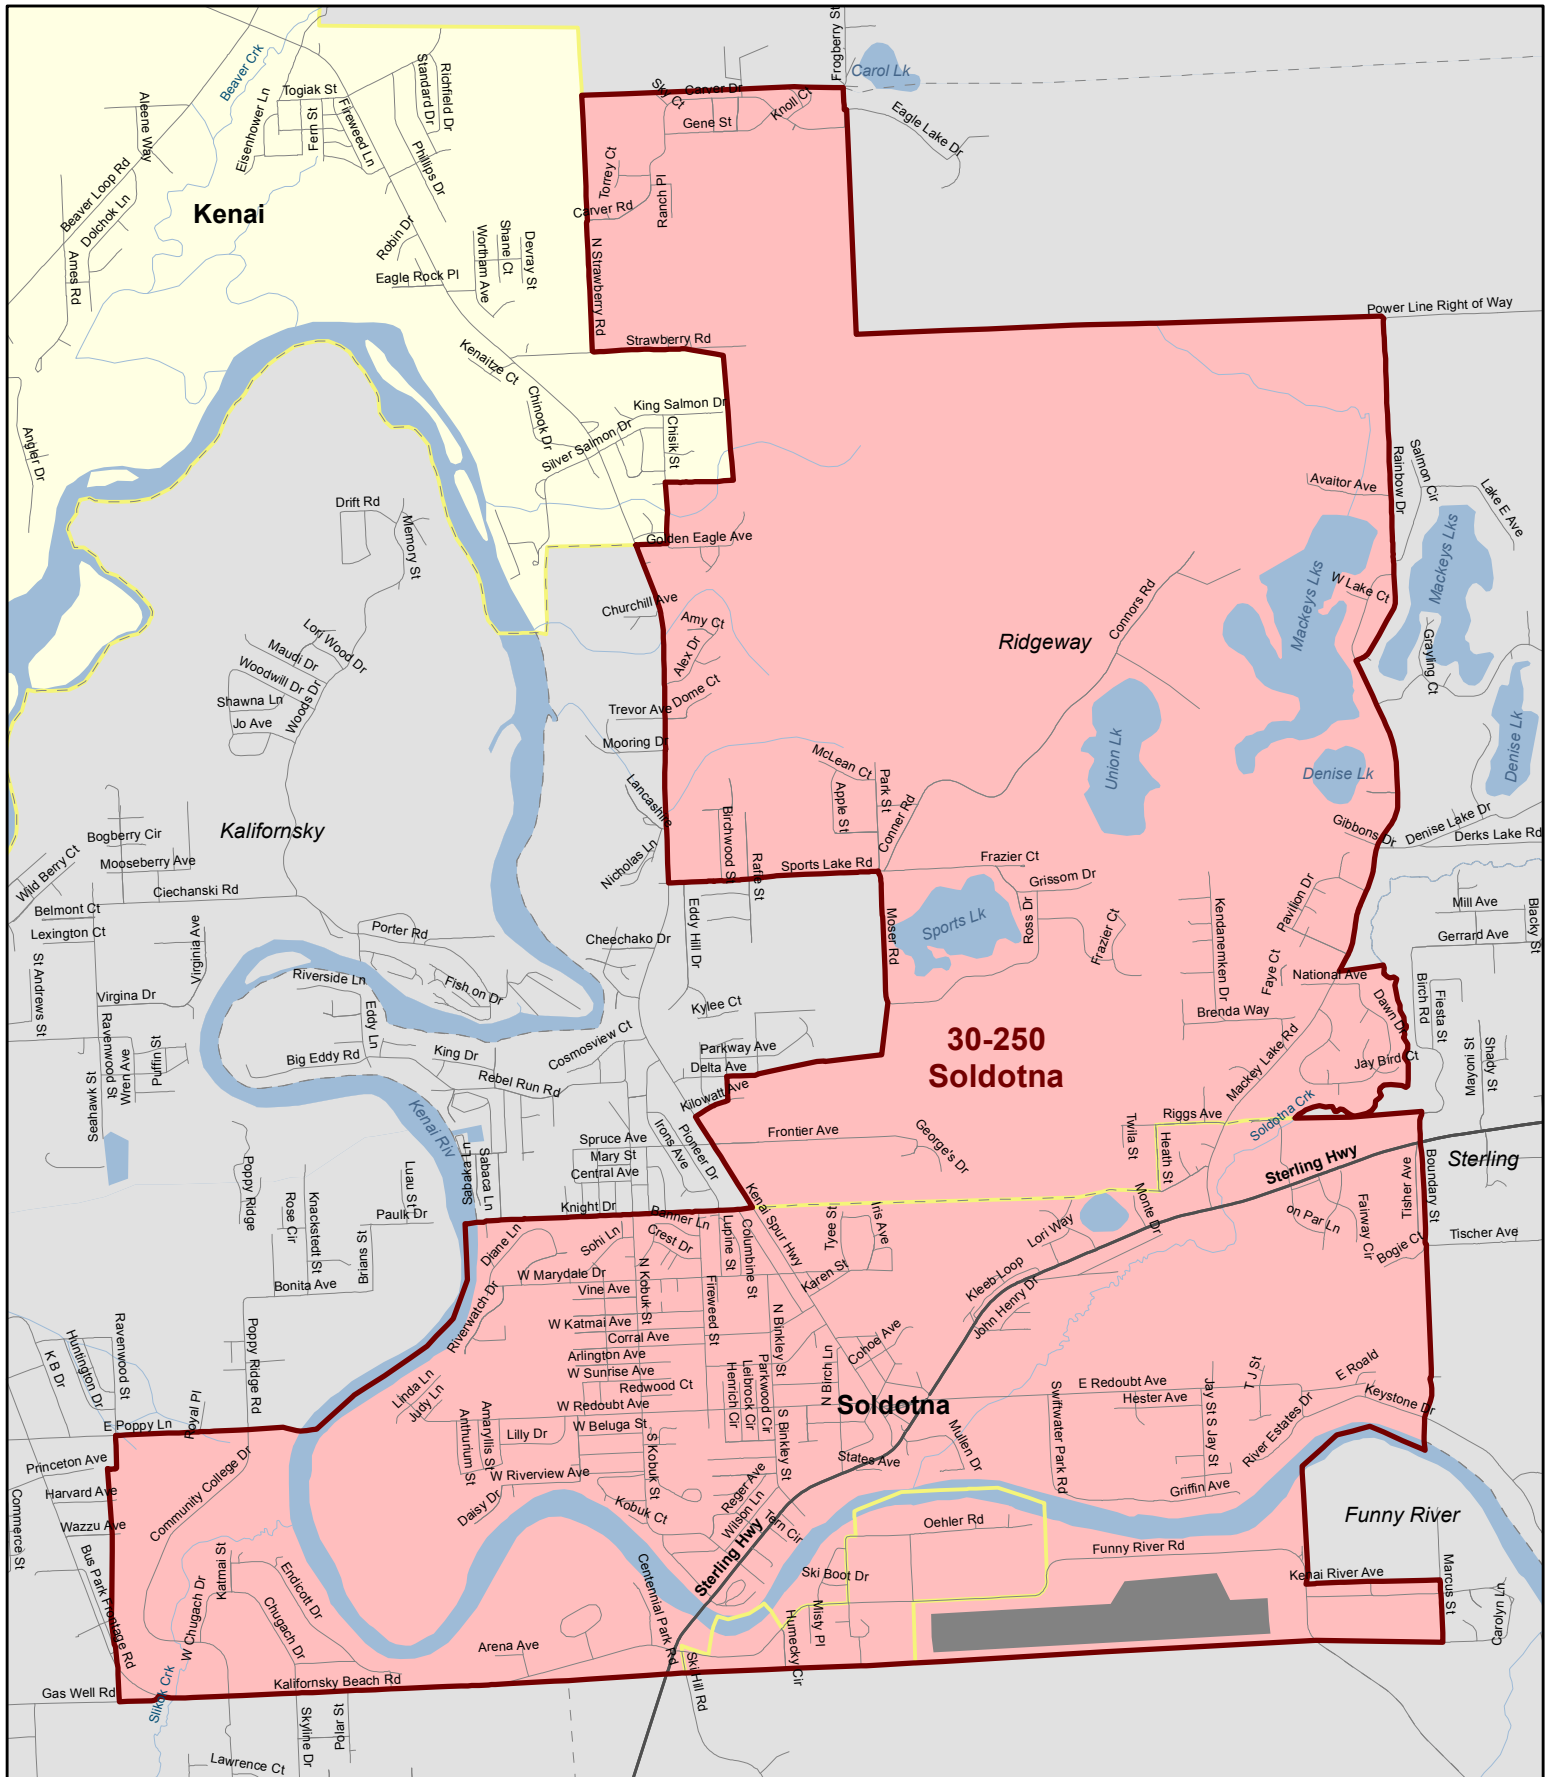 Frogberry St
Carol Lk
Beaver Crk
Togiak St
Standard Dr
Richfield Dr
Sky Ct
Carver Dr
Knoll Ct
Gene St
Eagle Lake Dr
Aleene Way
Eisenhower Ln
Fern St
Fireweed Ln
Phillips Dr
Torrey Ct
Ranch Pl
Carver Rd
Beaver Loop Rd
Dolchok Ln
Kenai
Ames Rd
Robin Dr
Eagle Rock Pl
Wortham Ave
Shane Ct
Devray St
N Strawberry Rd
Strawberry Rd
Power Line Right of Way
Kenaitze Ct
Chinook Dr
King Salmon Dr
Silver Salmon Dr
Chisik St
Angler Dr
Avaitor Ave
Rainbow Dr
Salmon Cir
Lake E Ave
Drift Rd
Memory St
Golden Eagle Ave
Mackeys Lks
Mackeys Lks
W Lake Ct
Churchill Ave
Amy Ct
Alex Dr
Ridgeway
Connors Rd
Grayling Ct
Lori Wood Dr
Maudi Dr
Woodwill Dr
Shawna Ln
Woods Dr
Jo Ave
Dome Ct
Trevor Ave
Mooring Dr
Union Lk
Denise Lk
Denise Lk
McLean Ct
Park St
Apple St
Conner Rd
Lancashire
Kalifornsky
Birchwood St
Rafie St
Gibbons Dr
Denise Lake Dr
Derks Lake Rd
Bogberry Cir
Mooseberry Ave
Wild Berry Ct
Ciechanski Rd
Nicholas Ln
Sports Lake Rd
Frazier Ct
Grissom Dr
Belmont Ct
Lexington Ct
Virginia Ave
Porter Rd
Cheechako Dr
Eddy Hill Dr
Moser Rd
Sports Lk
Ross Dr
Frazier Ct
Kendanemken Dr
Pavilion Dr
Mill Ave
Blacky St
Gerrard Ave
St Andrews St
Riverside Ln
Fish on Dr
Faye Ct
National Ave
Birch Rd
Fiesta St
Virgina Dr
Eddy Ln
Kylee Ct
Brenda Way
Dawn Dr
Ravenwood St
Wren Ave
Puffin St
Big Eddy Rd
King Dr
Rebel Run Rd
Cosmosview Ct
Parkway Ave
Delta Ave
Kilowatt Ave
30-250
Soldotna
Mackey Lake Rd
Jay Bird Ct
Mayoni St
Shady St
Seahawk St
Kenai Riv
Irons Ave
Pioneer Dr
Spruce Ave
Mary St
Central Ave
Frontier Ave
George's Dr
Twila St
Riggs Ave
Heath St
Soldotna Crk
Sterling Hwy
Sterling
Boundary St
Tisher Ave
Tischer Ave
Poppy Ridge
Rose Cir
Knackstedt St
Luau St
Paulk Dr
Sabaka Ln
Sabaca Ln
Knight Dr
Banner Ln
Kenai Spur Hwy
Tyee St
Iris Ave
Lori Way
Monte Dr
on Par Ln
Fairway Cir
Bogie Ct
Brians St
Bonita Ave
Diane Ln
Sohi Ln
Crest Dr
Lupine St
Columbine St
W Marydale Dr
Vine Ave
N Kobuk St
Fireweed St
Karen St
Kleeb Loop
John Henry Dr
Riverwatch Dr
W Katmai Ave
Corral Ave
Arlington Ave
W Sunrise Ave
Redwood Ct
N Binkley St
Cohoe Ave
N Birch Ln
Ravenwood St
Huntington Dr
K B Dr
Poppy Ridge Rd
Royal Pl
E Poppy Ln
Linda Ln
Judy Ln
Henrich Cir
Leibrock Cir
Parkwood Cir
W Redoubt Ave
Soldotna
E Redoubt Ave
Hester Ave
T J St
E Roald
Keystone Dr
Swiftwater Park Rd
Jay St S Jay St
River Estates Dr
Amaryllis St
Anthurium St
Lilly Dr
W Beluga St
S Kobuk St
S Binkley St
States Ave
Mullen Dr
Princeton Ave
Harvard Ave
Wazzu Ave
Commerce St
Community College Dr
W Riverview Ave
Daisy Dr
Kobuk Ct
Reger Ave
Wilson Ln
Tern Cir
Sterling Hwy
Griffin Ave
Oehler Rd
Funny River
Funny River Rd
Bus Park Frontage Rd
Katmai St
Endicott Dr
W Chugach Dr
Chugach Dr
Centennial Park Rd
Ski Boot Dr
Misty Pl
Humecky Cir
Kenai River Ave
Marcus St
Carolyn Ln
Arena Ave
Ski Hill Rd
Kalifornsky Beach Rd
Gas Well Rd
Slikok Crk
Skyline Dr
Polar St
Lawrence Ct